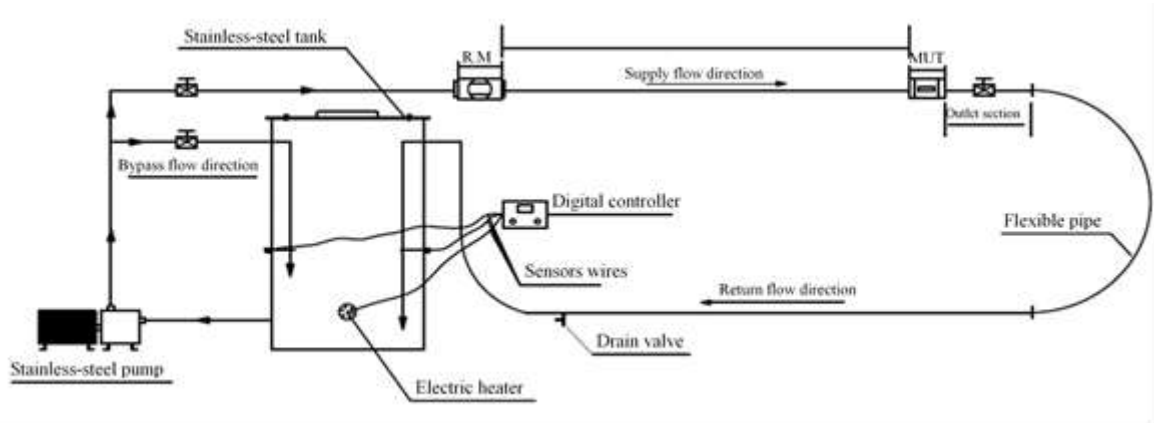 Stainless-steel tank
R.M
MUT
Supply flow direction
Outlet section
Bypass flow direction
Digital controller
Flexible pipe
Sensors wires
Return flow direction
Drain valve
Stainless-steel pump
Electric heater